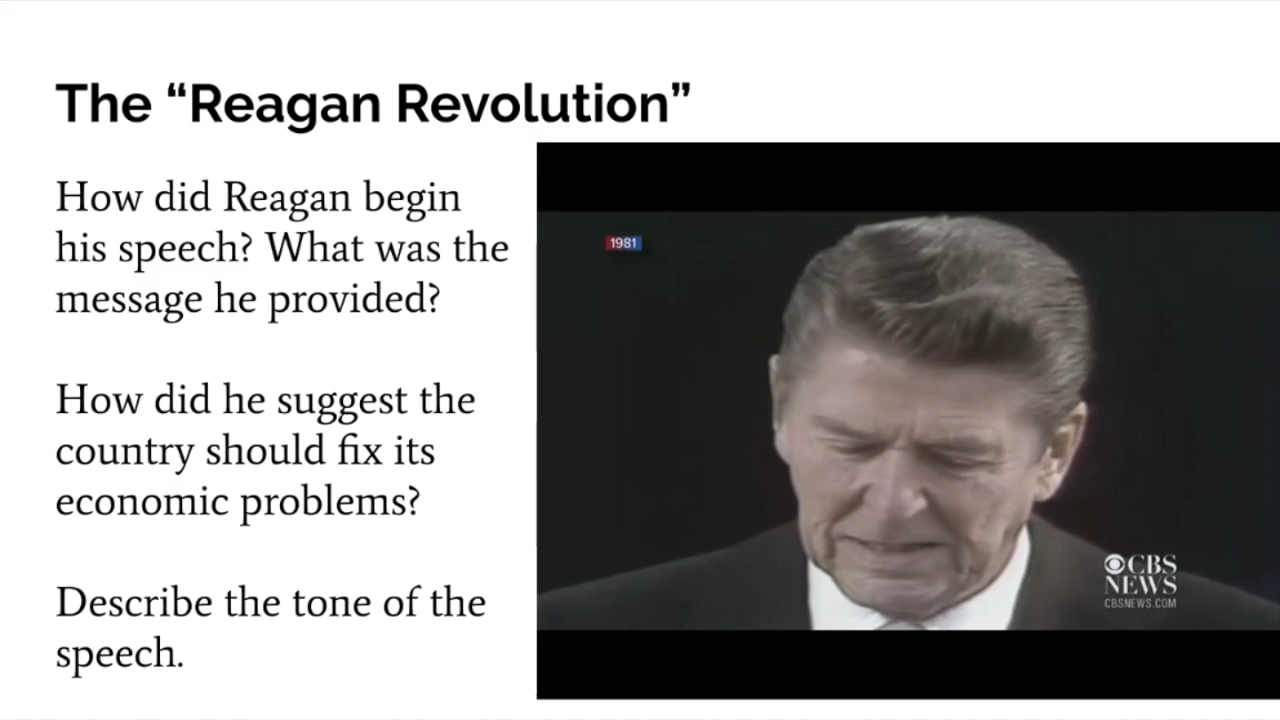 The “Reagan Revolution”
How did Reagan begin
his speech? What was the
message he provided?
How did he suggest the
country should fix its
economic problems?
Describe the tone of the
speech.
1981
CBS
NEWS
CBSNEWS.COM